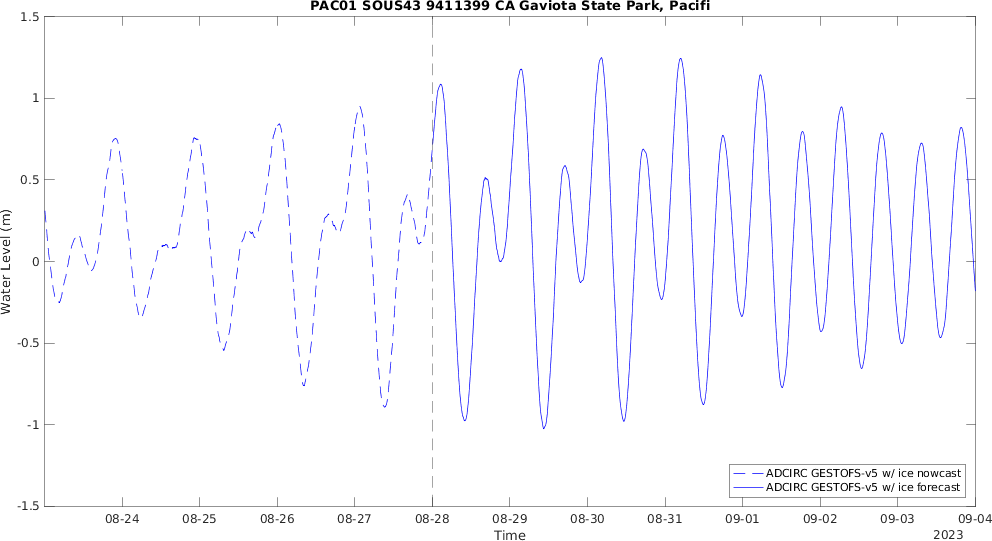 PAC01 SOUS43 9411399 CA Gaviota State Park, Pacifi
1.5
1
0.5
0
-0.5
-1
-1.5
Water Level (m)
ADCIRC GESTOFS-v5 w/ ice nowcast
ADCIRC GESTOFS-v5 w/ ice forecast
08-24 08-25 08-26 08-27 08-28 08-29 08-30 08-31 09-01 09-02 09-03 09-04
Time
2023